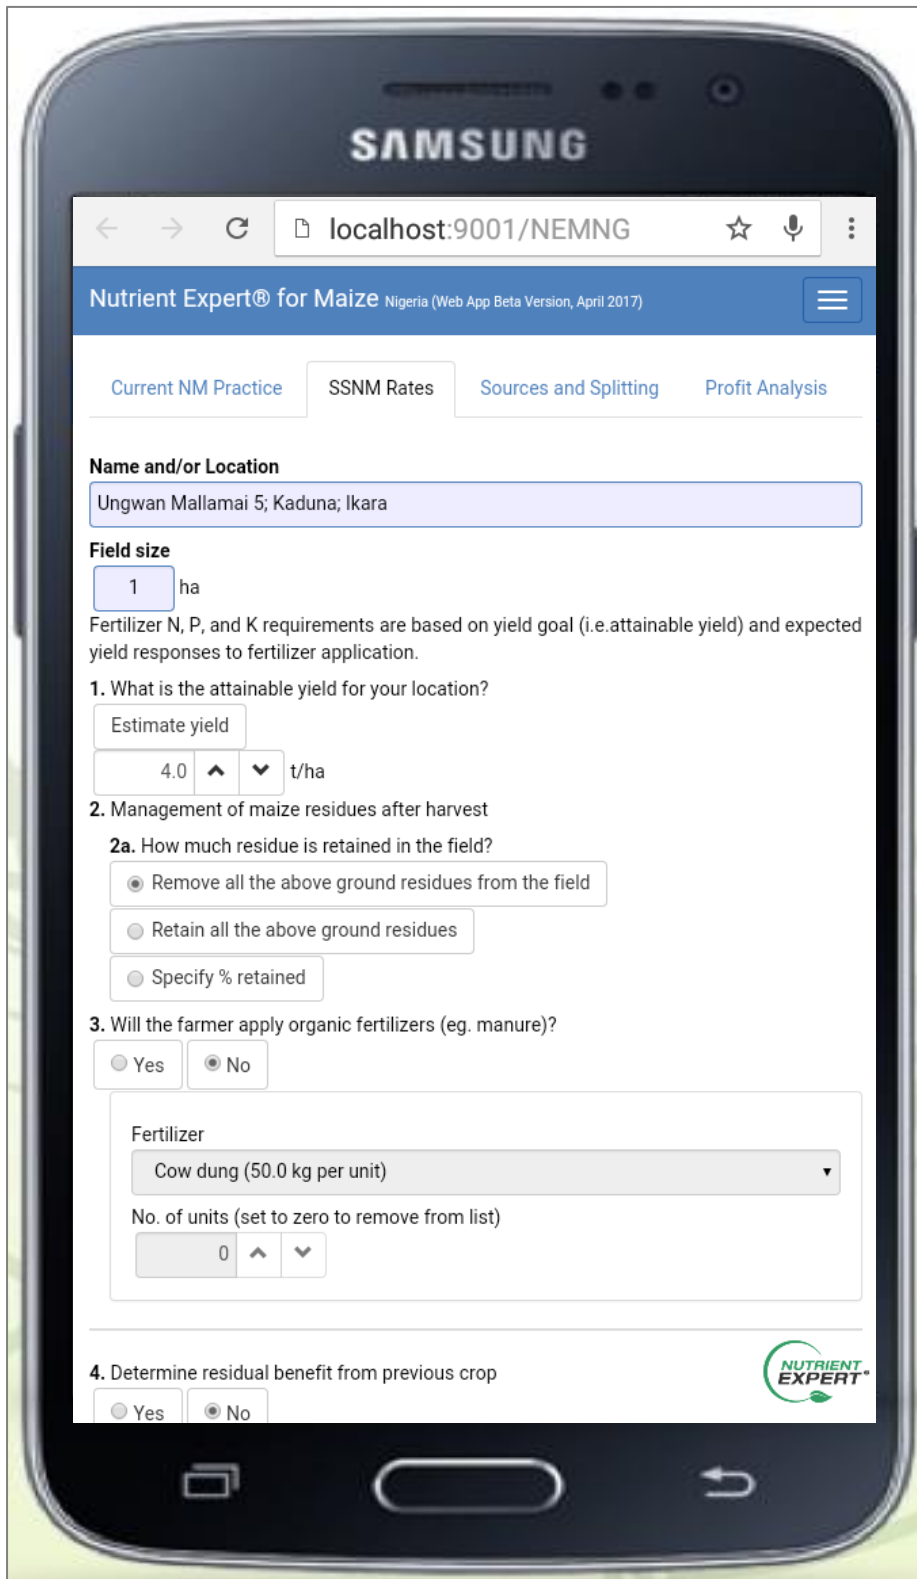 SAMSUNG
localhost:9001/NEMNG
Nutrient Expert® for Maize Nigeria (Web App Beta Version, April 2017)
Current NM Practice SSNM Rates Sources and Splitting Profit Analysis
Name and/or Location
Ungwan Mallamai 5; Kaduna; Ikara
Field size
1 ha
Fertilizer N, P, and K requirements are based on yield goal (i.e.attainable yield) and expected
yield responses to fertilizer application.
1. What is the attainable yield for your location?
Estimate yield
4.0 t/ha
2. Management of maize residues after harvest
2a. How much residue is retained in the field?
Remove all the above ground residues from the field
Retain all the above ground residues
Specify % retained
3. Will the farmer apply organic fertilizers (eg. manure)?
Yes No
Fertilizer
Cow dung (50.0 kg per unit)
No. of units (set to zero to remove from list)
0
4. Determine residual benefit from previous crop
NUTRIENT
EXPERT®
Yes No